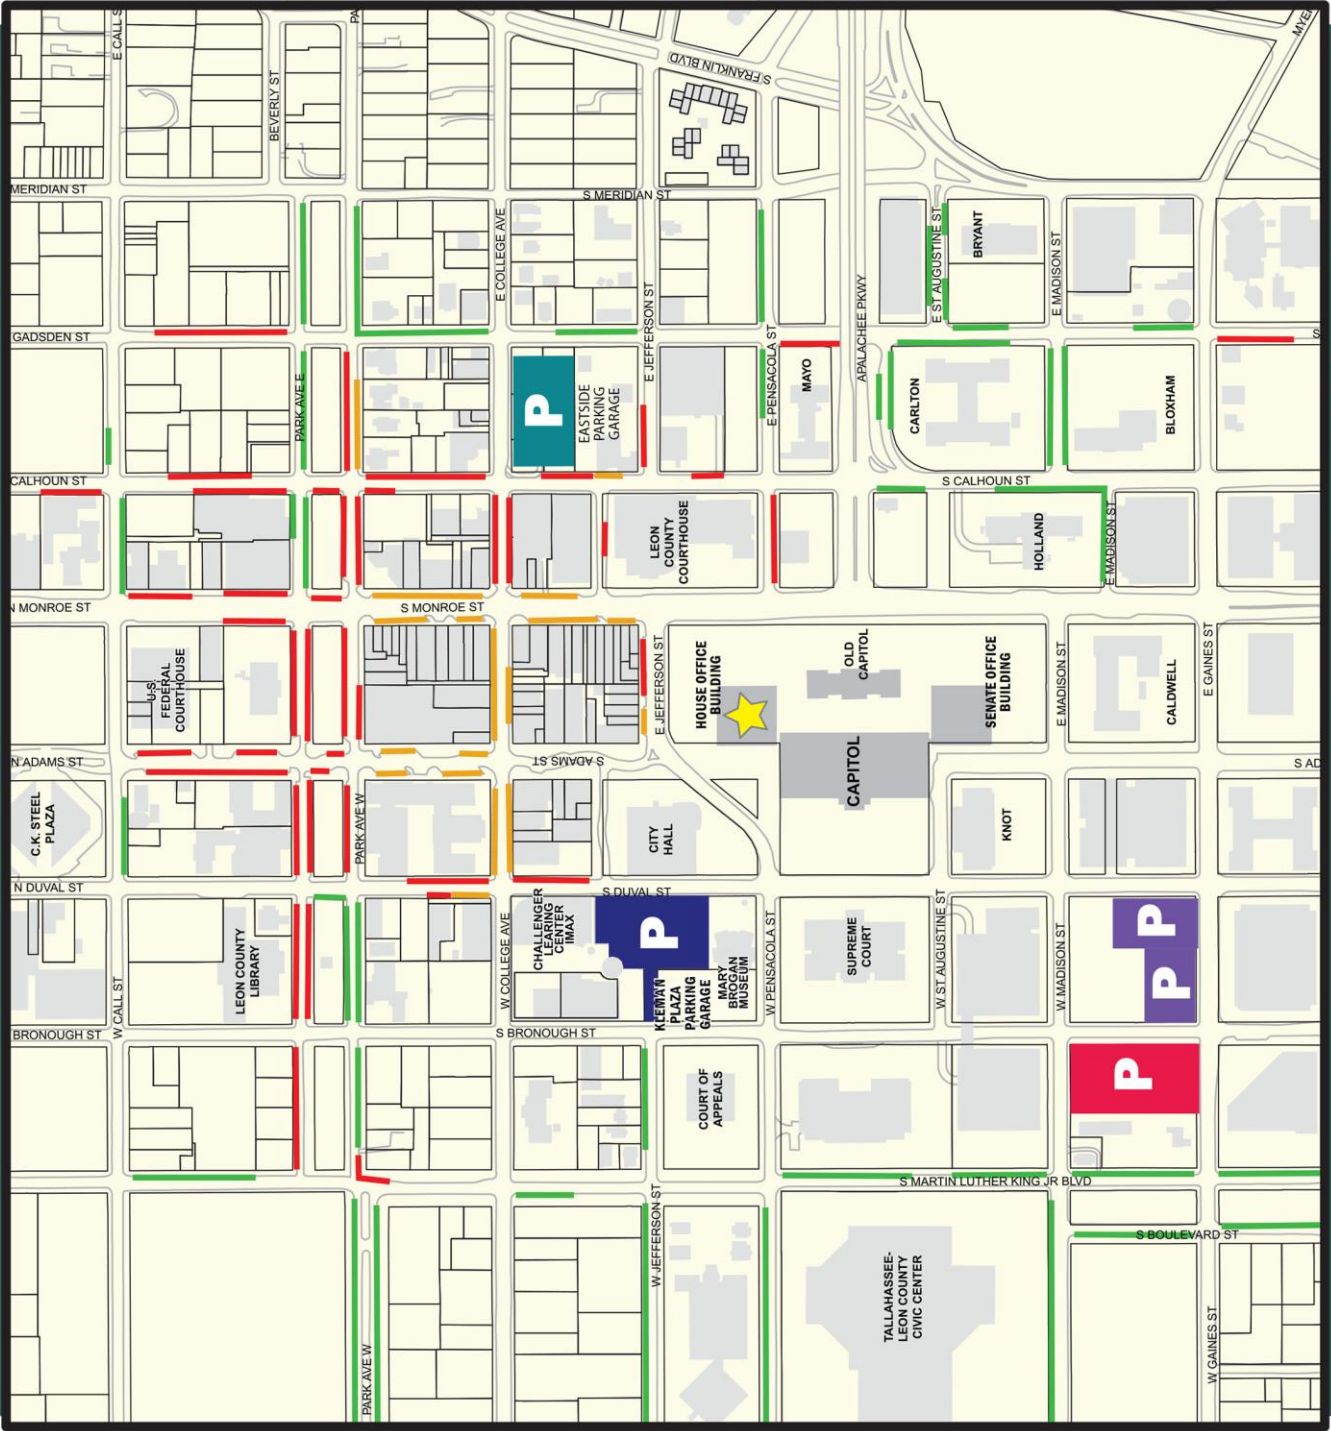 E CALL S
PA
MYER
S FRANKLIN BLVD
BEVERLY ST
MERIDIAN ST
S MERIDIAN ST
E COLLEGE AVE
E ST AUGUSTINE ST
BRYANT
E MADISON ST
E JEFFERSON ST
APALACHEE PKWY
GADSDEN ST
S
E PENSACOLA ST
MAYO
PARK AVE E
P
EASTSIDE
PARKING
GARAGE
CARLTON
BLOXHAM
CALHOUN ST
S CALHOUN ST
LEON
COUNTY
COURTHOUSE
HOLLAND
E MADISON ST
N MONROE ST
S MONROE ST
U.S.
FEDERAL
COURTHOUSE
E JEFFERSON ST
HOUSE OFFICE
BUILDING
OLD
CAPITOL
SENATE OFFICE
BUILDING
E MADISON ST
CALDWELL
E GAINES ST
N ADAMS ST
S ADAMS ST
S AD
C.K. STEEL
PLAZA
PARK AVE W
CITY
HALL
CAPITOL
KNOT
N DUVAL ST
S DUVAL ST
LEON COUNTY
LIBRARY
W COLLEGE AVE
CHALLENGER
LEARING
CENTER
IMAX
P
KLEMAN
PLAZA
PARKING
GARAGE
MARY
BROGAN
MUSEUM
W PENSACOLA ST
SUPREME
COURT
W ST AUGUSTINE ST
W MADISON ST
P
P
W CALL ST
BRONOUGH ST
S BRONOUGH ST
COURT OF
APPEALS
P
S MARTIN LUTHER KING JR BLVD
W JEFFERSON ST
S BOULEVARD ST
TALLAHASSEE-
LEON COUNTY
CIVIC CENTER
PARK AVE W
W GAINES ST